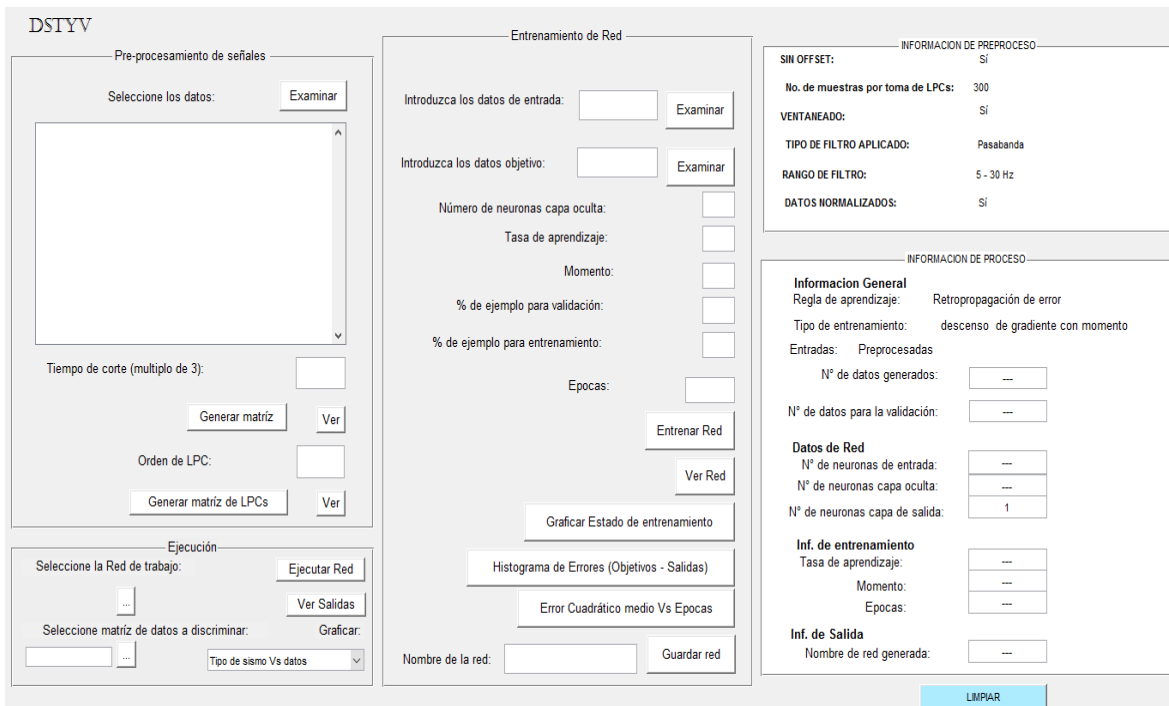 DSTYV
Pre-procesamiento de señales
Seleccione los datos:
Examinar
Tiempo de corte (multiplo de 3):
Generar matríz
Ver
Orden de LPC:
Generar matríz de LPCs
Ver
Ejecución
Seleccione la Red de trabajo:
Ejecutar Red
...
Ver Salidas
Seleccione matríz de datos a discriminar:
Graficar:
...
Tipo de sismo Vs datos
Entrenamiento de Red
Introduzca los datos de entrada:
Examinar
Introduzca los datos objetivo:
Examinar
Número de neuronas capa oculta:
Tasa de aprendizaje:
Momento:
% de ejemplo para validación:
% de ejemplo para entrenamiento:
Epocas:
Entrenar Red
Ver Red
Graficar Estado de entrenamiento
Histograma de Errores (Objetivos - Salidas)
Error Cuadrático medio Vs Epocas
Nombre de la red:
Guardar red
INFORMACION DE PREPROCESO
SIN OFFSET: Sí
No. de muestras por toma de LPCs: 300
VENTANEADO: Sí
TIPO DE FILTRO APLICADO: Pasabanda
RANGO DE FILTRO: 5 - 30 Hz
DATOS NORMALIZADOS: Sí
INFORMACION DE PROCESO
Informacion General
Regla de aprendizaje: Retropropagación de error
Tipo de entrenamiento: descenso de gradiente con momento
Entradas: Preprocesadas
N° de datos generados: ---
N° de datos para la validación: ---
Datos de Red
N° de neuronas de entrada: ---
N° de neuronas capa oculta: ---
N° de neuronas capa de salida: 1
Inf. de entrenamiento
Tasa de aprendizaje: ---
Momento: ---
Epocas: ---
Inf. de Salida
Nombre de red generada: ---
LIMPIAR